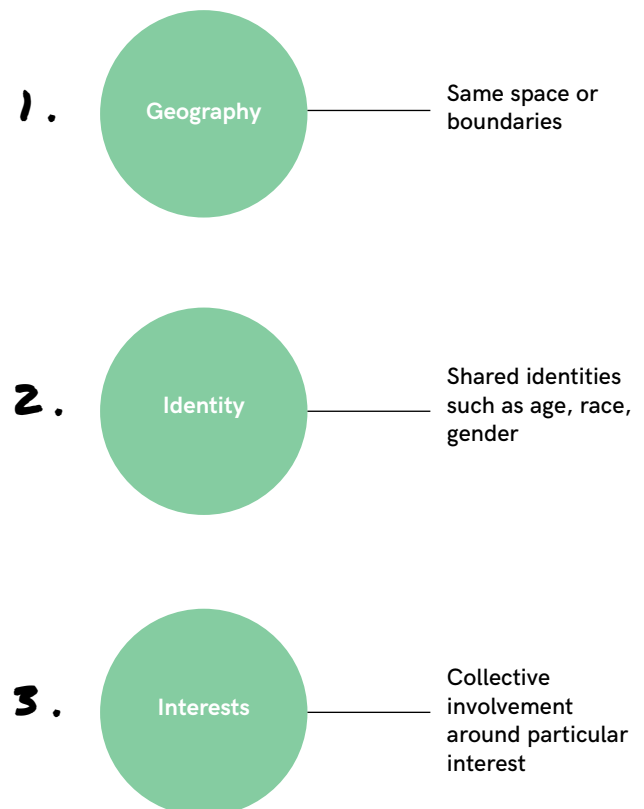 1.
Geography
Same space or
boundaries
2.
Identity
Shared identities
such as age, race,
gender
3.
Interests
Collective
involvement
around particular
interest